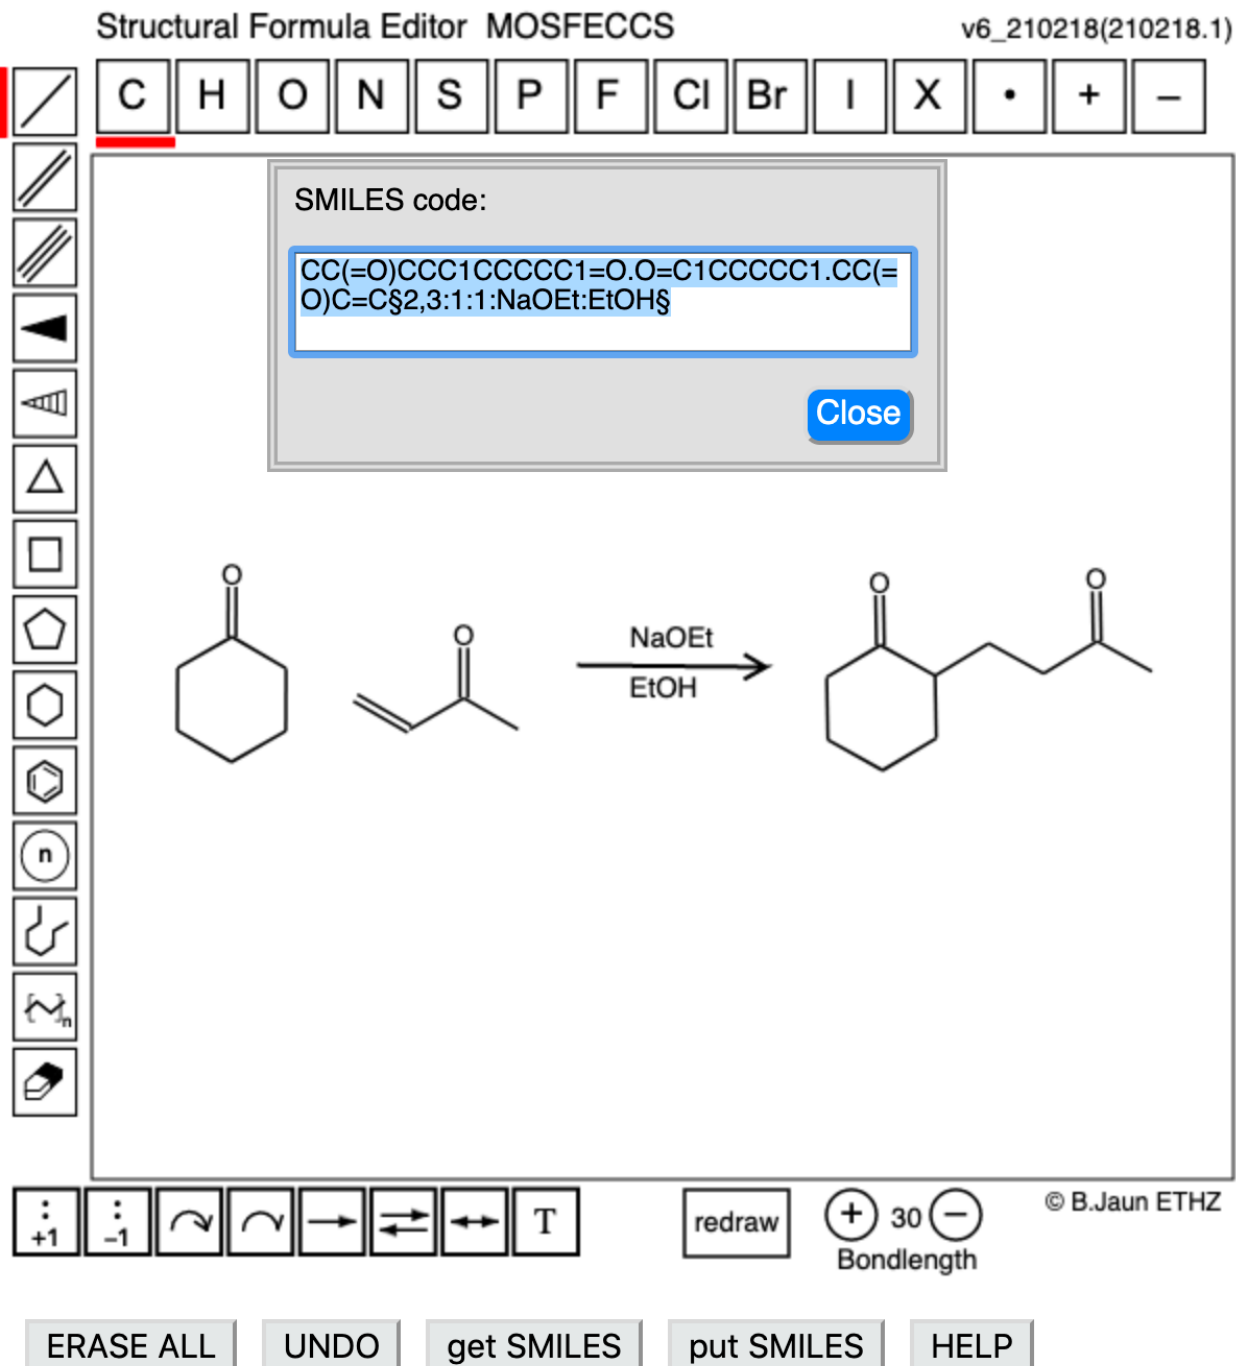 Structural Formula Editor MOSFECCS v6_210218(210218.1)
C H O N S P F Cl Br I X • + –
SMILES code:
CC(=O)CCC1CCCCC1=O.O=C1CCCCC1.CC(=
O)C=C§2,3:1:1:NaOEt:EtOH§
Close
O O
O
NaOEt
EtOH
n
n
+1 -1 T redraw + 30 − © B.Jaun ETHZ
Bondlength
ERASE ALL UNDO get SMILES put SMILES HELP